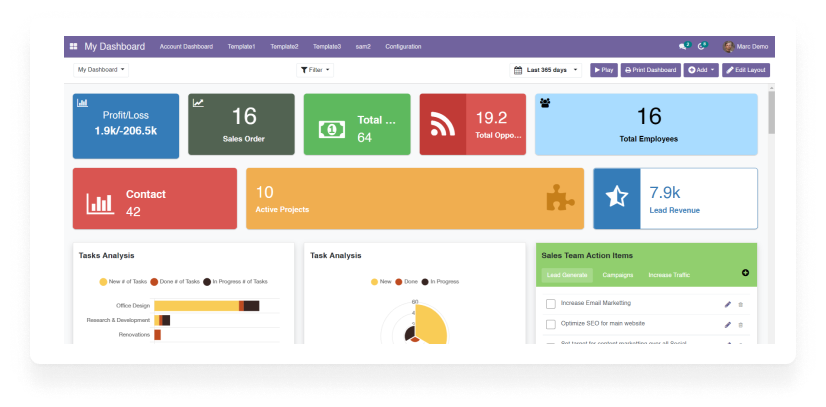 My Dashboard Account Dashboard Template1 Template2 Template3 sam2 Configuration Marc Demo
My Dashboard Filter Last 365 days Play Print Dashboard Add Edit Layout
Profit/Loss
1.9k/-206.5k
16
Sales Order
Total ...
64
19.2
Total Oppo...
16
Total Employees
Contact
42
10
Active Projects
7.9k
Lead Revenue
Tasks Analysis
New # of Tasks Done # of Tasks In Progress # of Tasks
Office Design
Research & Development
Renovations
Task Analysis
New Done In Progress
60
Sales Team Action Items
Lead Generate Campaigns Increase Traffic
Increase Email Marketting
Optimize SEO for main website
Set target for content marketting over all Social